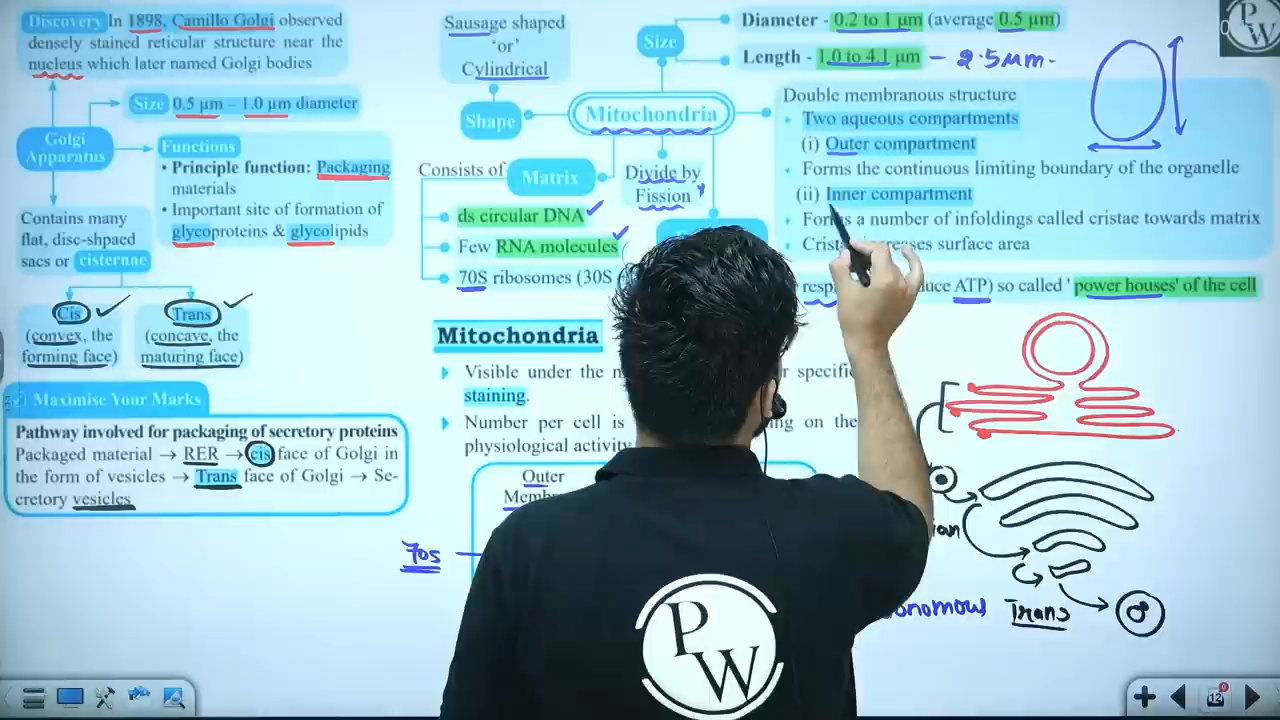 Discovery In 1898, Camillo Golgi observed
densely stained reticular structure near the
nucleus which later named Golgi bodies
Size 0.5 μm – 1.0 μm diameter
Golgi
Apparatus
Functions
• Principle function: Packaging
materials
• Important site of formation of
glycoproteins & glycolipids
Contains many
flat, disc-shpaed
sacs or cisternae
Cis
(convex, the
forming face)
Trans
(concave, the
maturing face)
Maximise Your Marks
Pathway involved for packaging of secretory proteins
Packaged material → RER → cis face of Golgi in
the form of vesicles → Trans face of Golgi → Se-
cretory vesicles
Sausage shaped
'or'
Cylindrical
Shape
Size
Diameter - 0.2 to 1 μm (average 0.5 μm)
Length - 1.0 to 4.1 μm – 2.5μm.
Mitochondria
Consists of
Matrix
ds circular DNA
Few RNA molecules
70S ribosomes (30S
Divide by
Fission
Double membranous structure
• Two aqueous compartments
(i) Outer compartment
• Forms the continuous limiting boundary of the organelle
(ii) Inner compartment
• Forms a number of infoldings called cristae towards matrix
• surface area
ATP) so called 'power houses' of the cell
Mitochondria
Visible under the
specific
staining.
Number per cell is
on the
physiological activity
Outer
70s
Trans
PW
PW
12